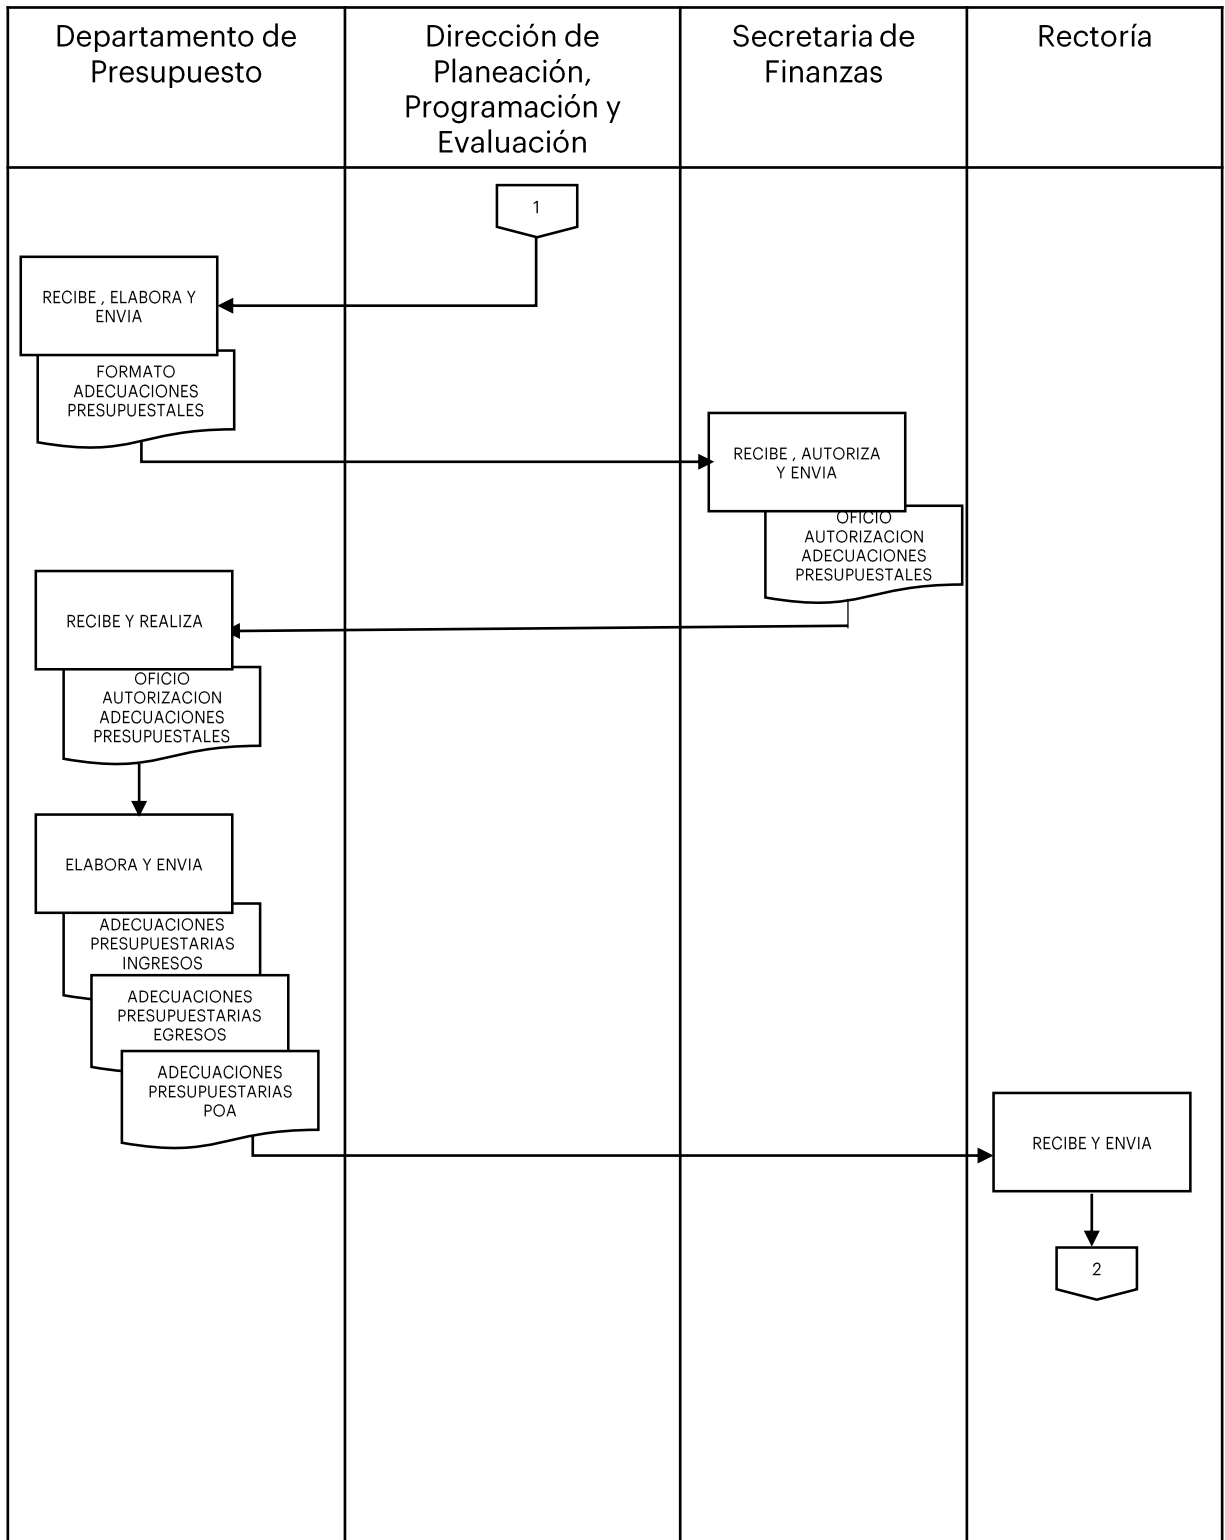 Departamento de
Presupuesto
Dirección de
Planeación,
Programación y
Evaluación
Secretaria de
Finanzas
Rectoría
1
RECIBE , ELABORA Y
ENVIA
FORMATO
ADECUACIONES
PRESUPUESTALES
RECIBE , AUTORIZA
Y ENVIA
OFICIO
AUTORIZACION
ADECUACIONES
PRESUPUESTALES
RECIBE Y REALIZA
OFICIO
AUTORIZACION
ADECUACIONES
PRESUPUESTALES
ELABORA Y ENVIA
ADECUACIONES
PRESUPUESTARIAS
INGRESOS
ADECUACIONES
PRESUPUESTARIAS
EGRESOS
ADECUACIONES
PRESUPUESTARIAS
POA
RECIBE Y ENVIA
2